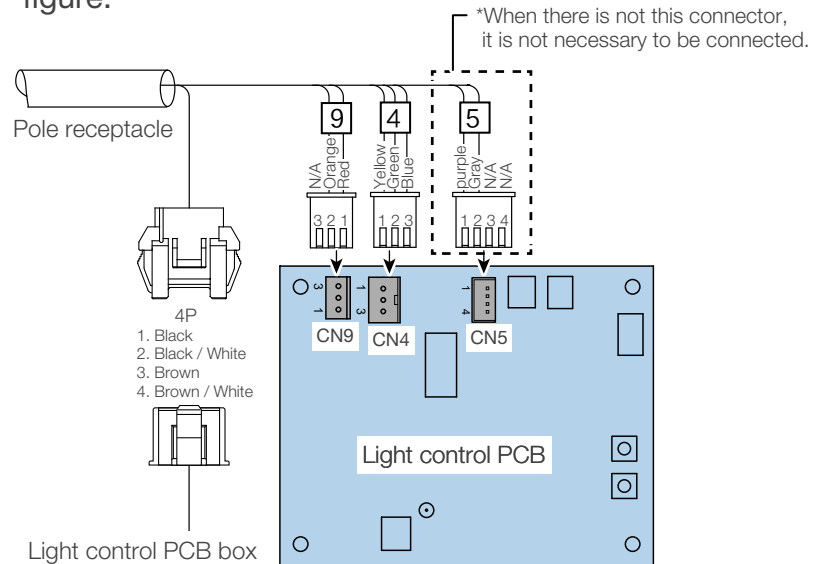 figure.
*When there is not this connector,
it is not necessary to be connected.
Pole receptacle
9
4
5
N/A
Orange
Red
Yellow
Green
Blue
purple
Gray
N/A
N/A
3 2 1
1 2 3
1 2 3 4
4P
1. Black
2. Black / White
3. Brown
4. Brown / White
3
1
1
3
1
4
CN9
CN4
CN5
Light control PCB
Light control PCB box